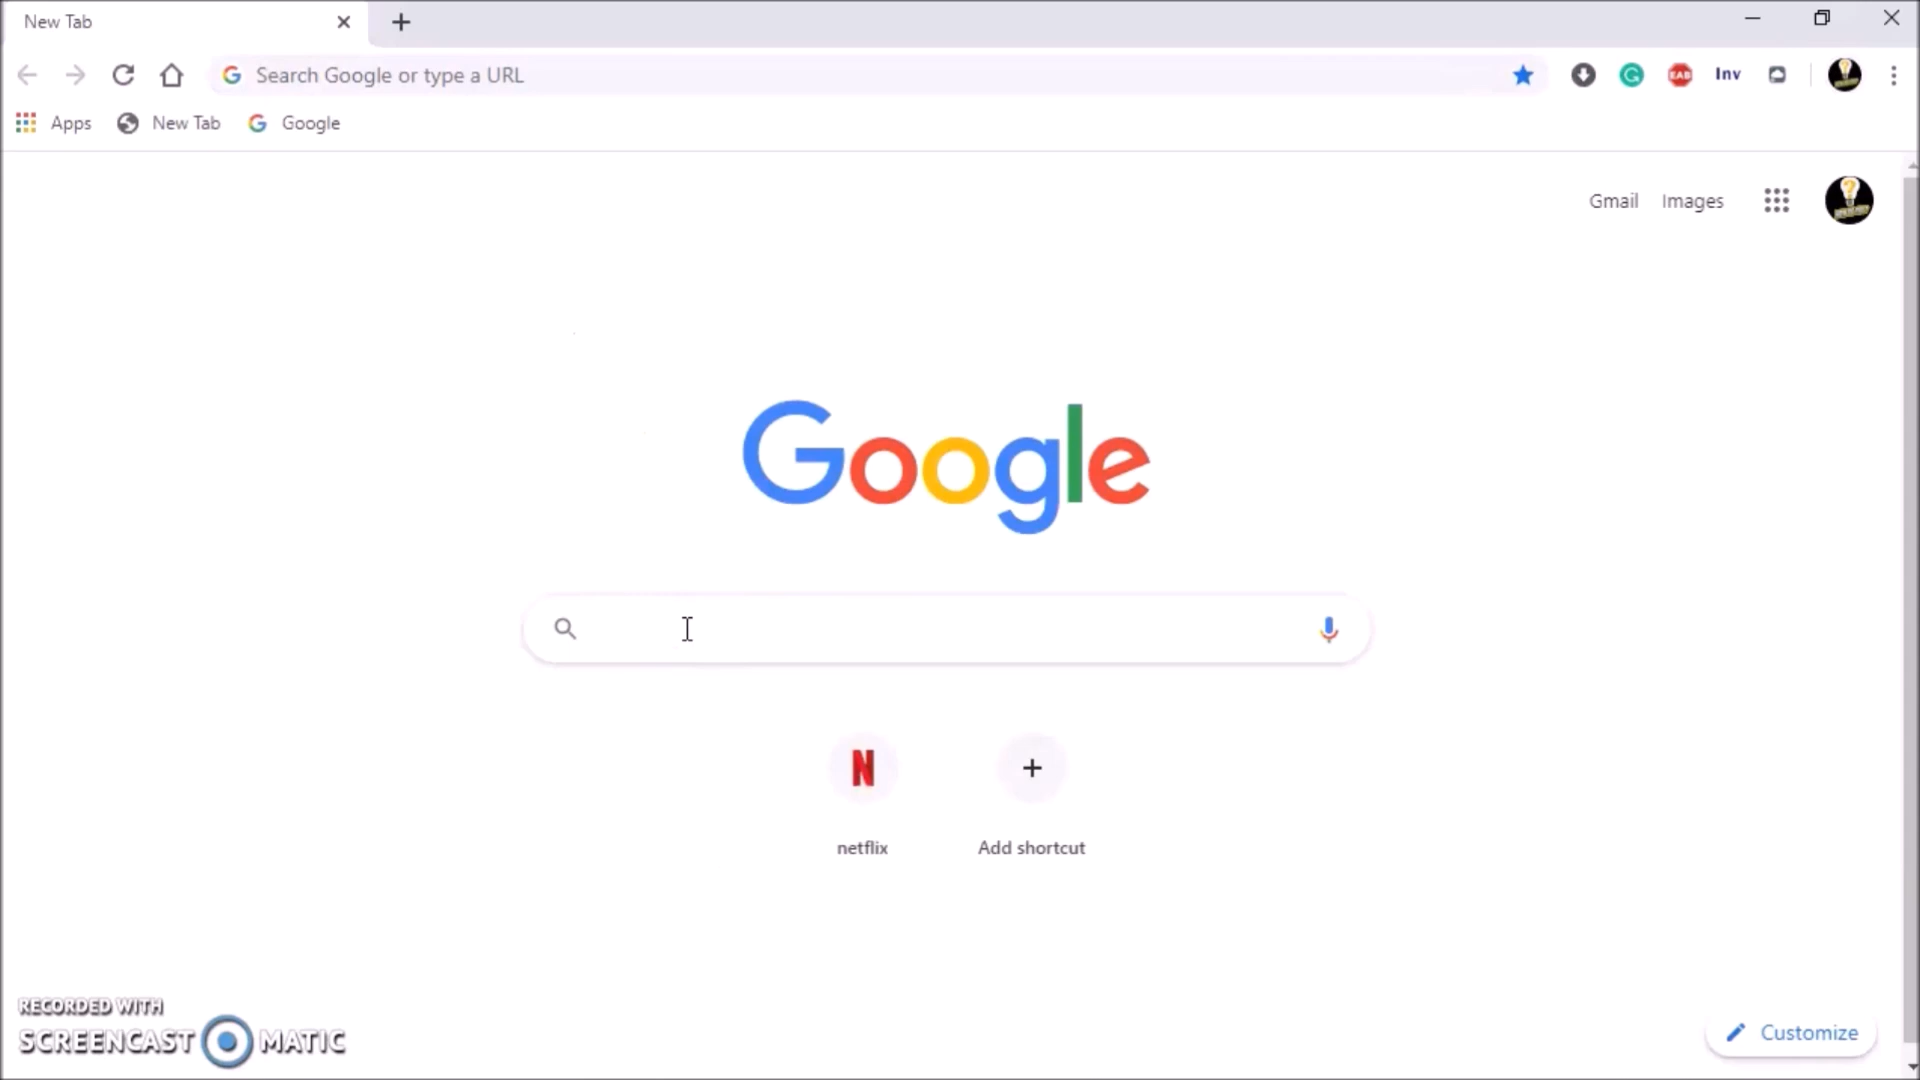 New Tab
Search Google or type a URL
EAB
Inv
Apps
New Tab
Google
Gmail
Images
Google
netflix
Add shortcut
RECORDED WITH
SCREENCAST MATIC
Customize